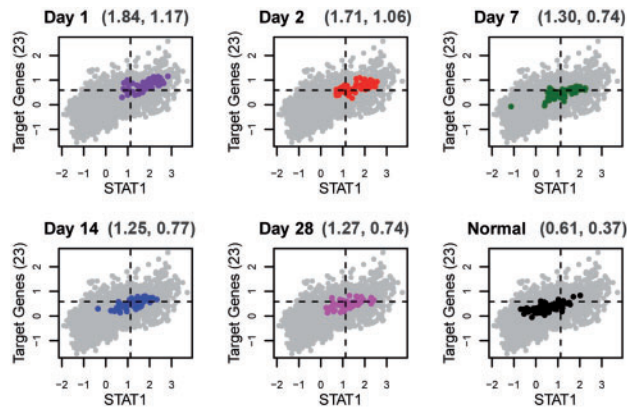 Day 1 (1.84, 1.17) Day 2 (1.71, 1.06) Day 7 (1.30, 0.74)
Target Genes (23) Target Genes (23) Target Genes (23)
2 2 2
1 1 1
0 0 0
−1 −1 −1
−2 −1 0 1 2 3 −2 −1 0 1 2 3 −2 −1 0 1 2 3
STAT1 STAT1 STAT1
Day 14 (1.25, 0.77) Day 28 (1.27, 0.74) Normal (0.61, 0.37)
Target Genes (23) Target Genes (23) Target Genes (23)
2 2 2
1 1 1
0 0 0
−1 −1 −1
−2 −1 0 1 2 3 −2 −1 0 1 2 3 −2 −1 0 1 2 3
STAT1 STAT1 STAT1